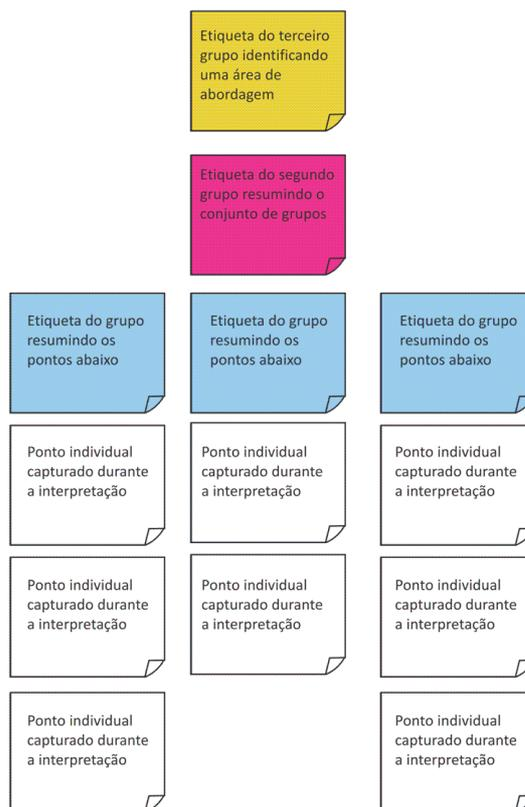 Etiqueta do terceiro
grupo identificando
uma área de
abordagem
Etiqueta do segundo
grupo resumindo o
conjunto de grupos
Etiqueta do grupo
resumindo os
pontos abaixo
Etiqueta do grupo
resumindo os
pontos abaixo
Etiqueta do grupo
resumindo os
pontos abaixo
Ponto individual
capturado durante
a interpretação
Ponto individual
capturado durante
a interpretação
Ponto individual
capturado durante
a interpretação
Ponto individual
capturado durante
a interpretação
Ponto individual
capturado durante
a interpretação
Ponto individual
capturado durante
a interpretação
Ponto individual
capturado durante
a interpretação
Ponto individual
capturado durante
a interpretação